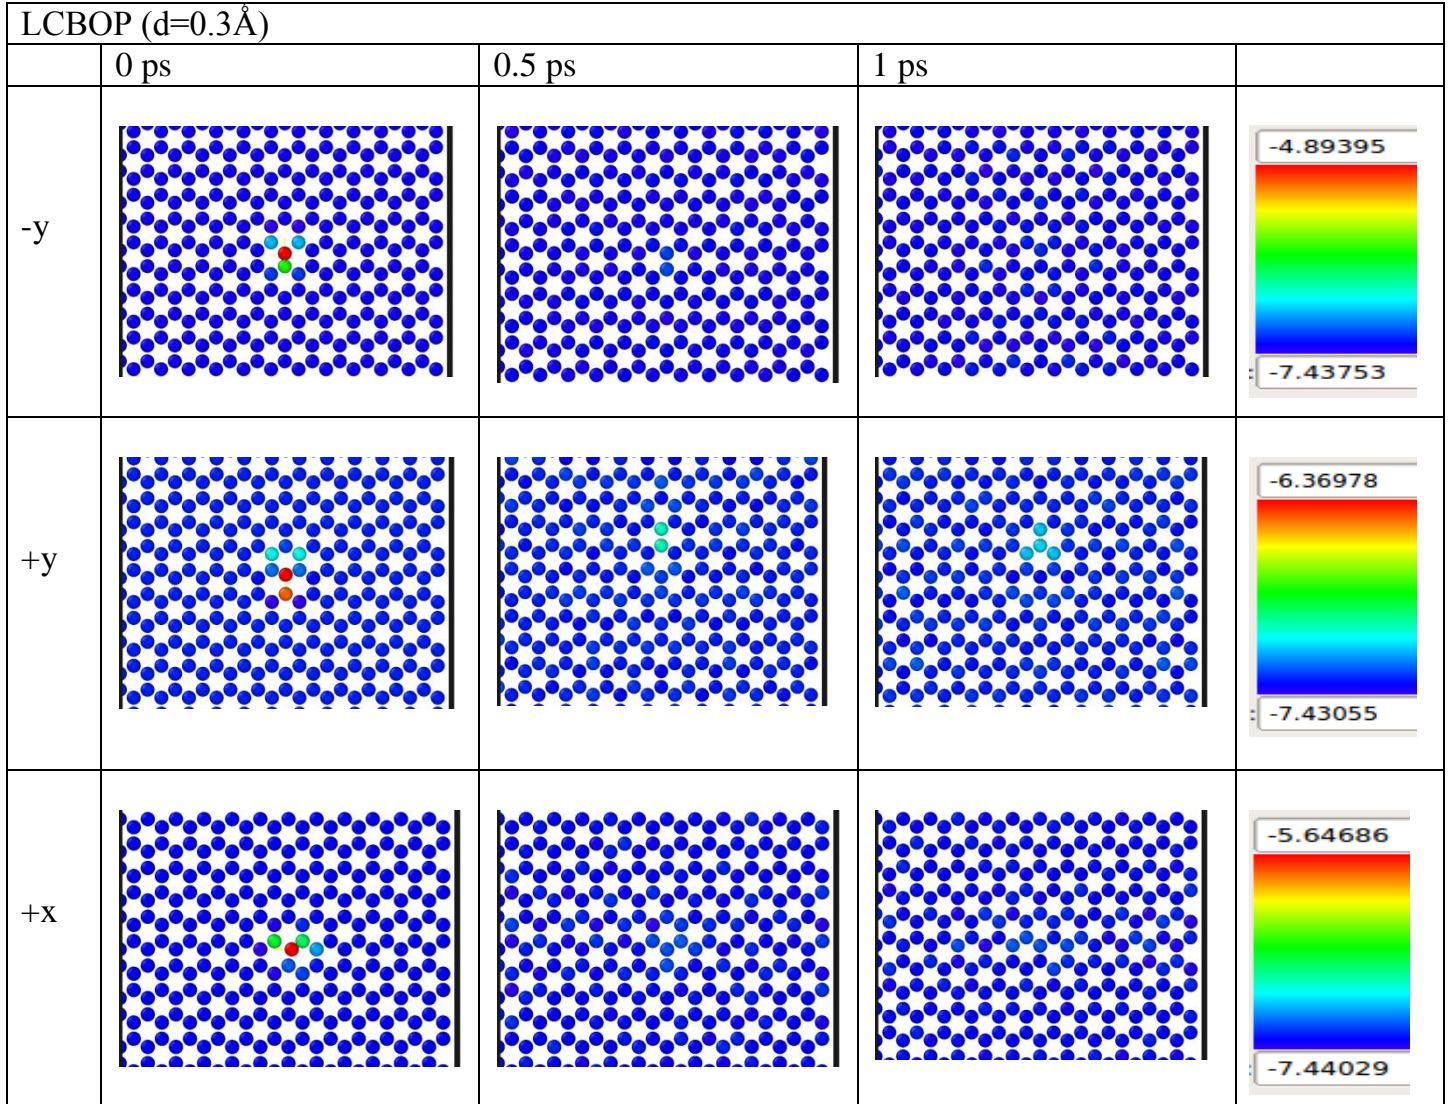 LCBOP (d=0.3Å)
0 ps 0.5 ps 1 ps
-y
-4.89395
: -7.43753
+y
-6.36978
: -7.43055
+x
-5.64686
: -7.44029